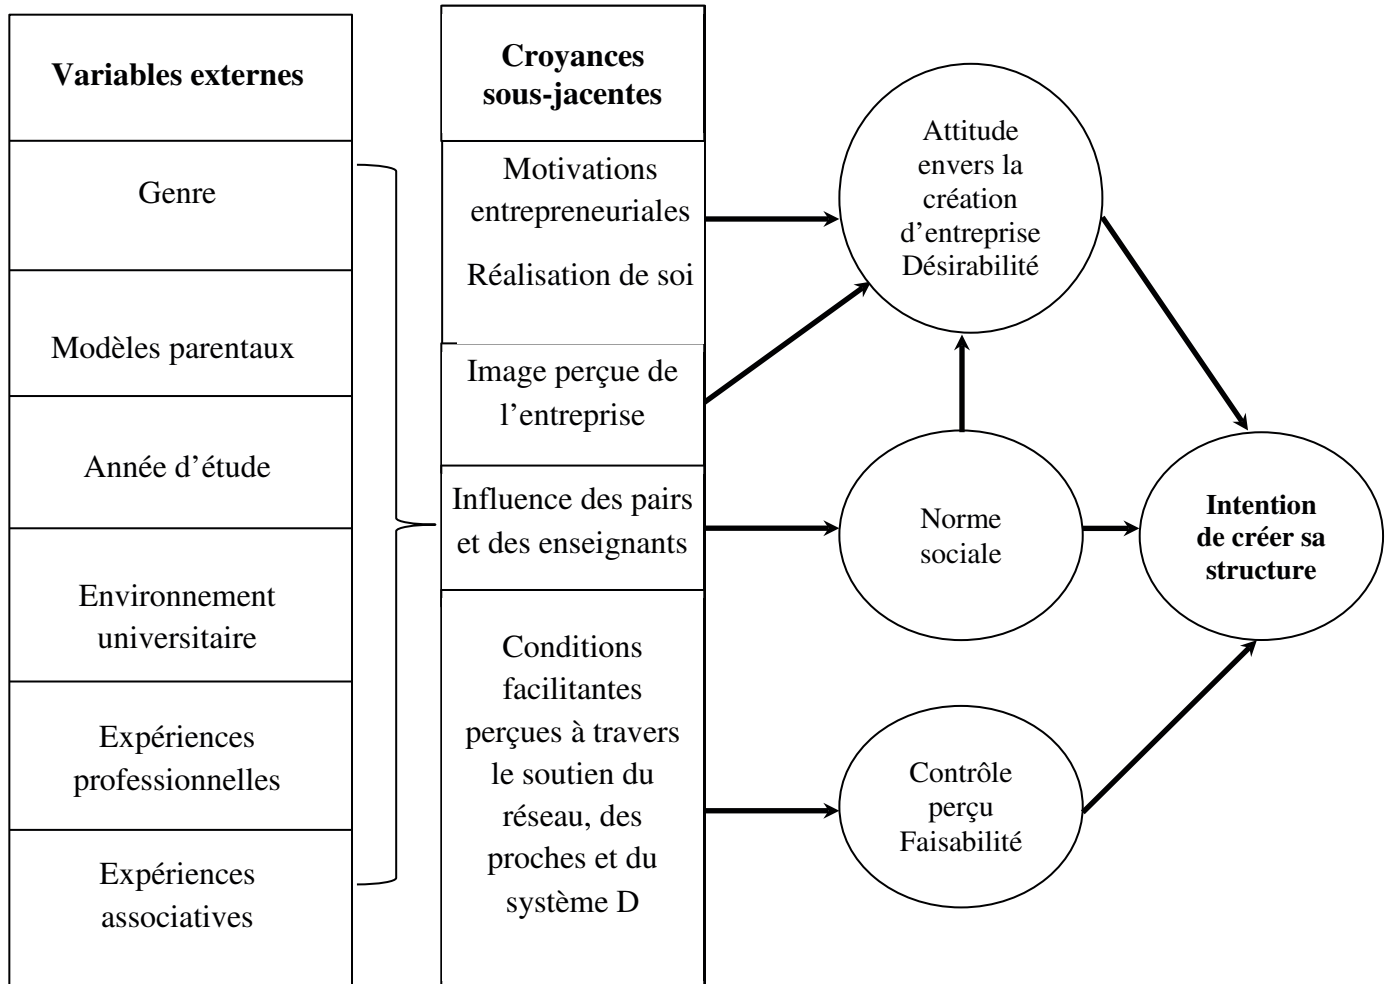 Variables externes
Genre
Modèles parentaux
Année d’étude
Environnement
universitaire
Expériences
professionnelles
Expériences
associatives
Croyances
sous-jacentes
Motivations
entrepreneuriales
Réalisation de soi
Image perçue de
l’entreprise
Influence des pairs
et des enseignants
Conditions
facilitantes
perçues à travers
le soutien du
réseau, des
proches et du
système D
Attitude
envers la
création
d’entreprise
Désirabilité
Norme
sociale
Contrôle
perçu
Faisabilité
Intention
de créer sa
structure